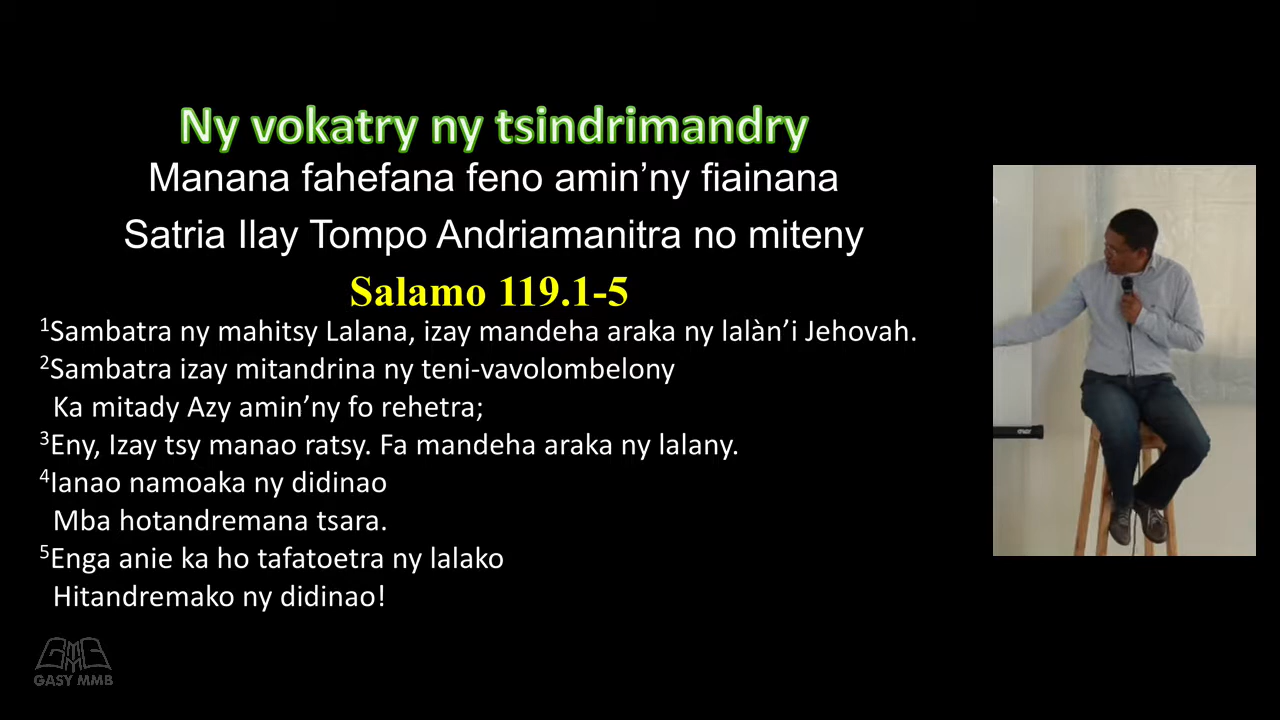 Ny vokatry ny tsindrimandry
Manana fahefana feno amin’ny fiainana
Satria Ilay Tompo Andriamanitra no miteny
Salamo 119.1-5
¹Sambatra ny mahitsy Lalana, izay mandeha araka ny lalàn’i Jehovah.
²Sambatra izay mitandrina ny teni-vavolombelony
Ka mitady Azy amin’ny fo rehetra;
³Eny, Izay tsy manao ratsy. Fa mandeha araka ny lalany.
⁴Ianao namoaka ny didinao
Mba hotandremana tsara.
⁵Enga anie ka ho tafatoetra ny lalako
Hitandremako ny didinao!
GASY MMB